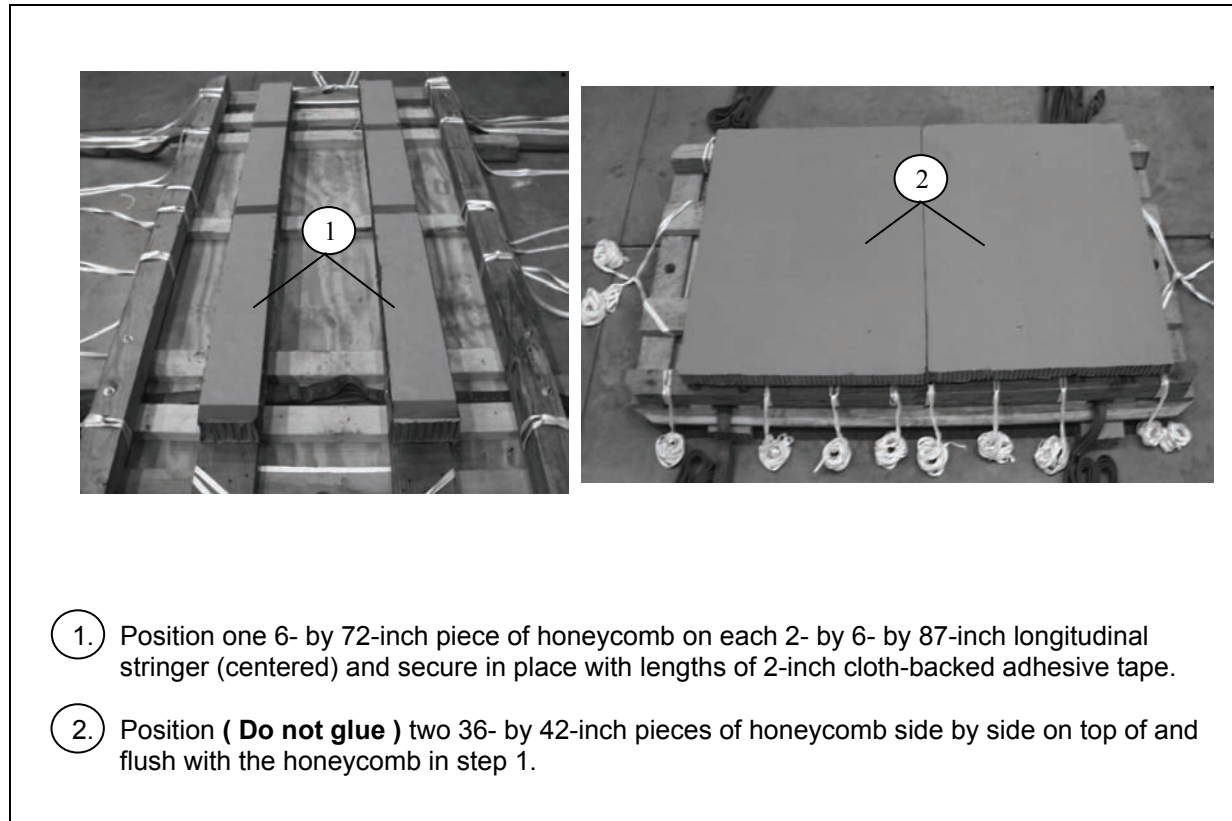 1
2
1. Position one 6- by 72-inch piece of honeycomb on each 2- by 6- by 87-inch longitudinal
stringer (centered) and secure in place with lengths of 2-inch cloth-backed adhesive tape.
2. Position ( Do not glue ) two 36- by 42-inch pieces of honeycomb side by side on top of and
flush with the honeycomb in step 1.